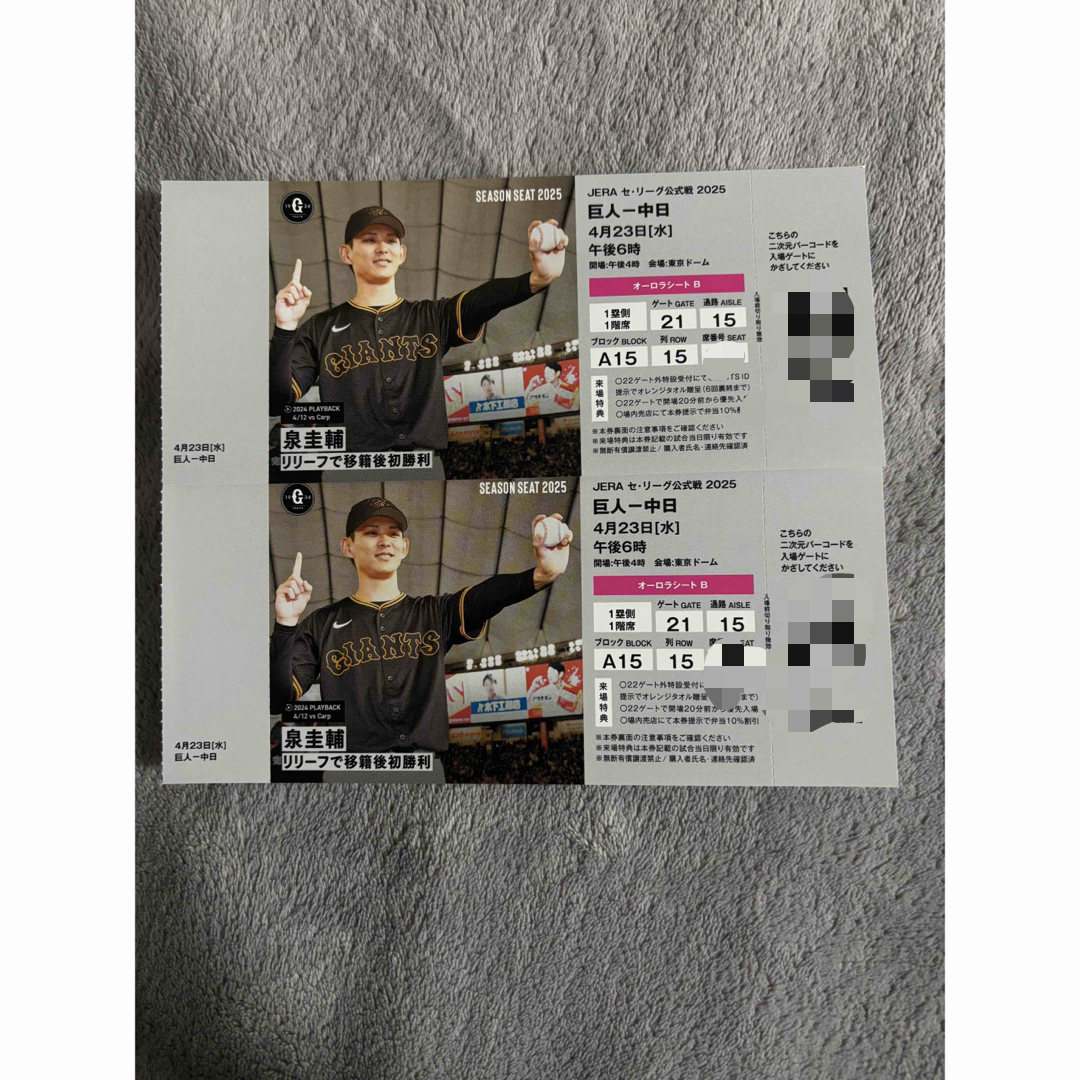 SEASON SEAT 2025
2024 PLAYBACK
4/12 vs Carp
泉圭輔
リリーフで移籍後初勝利
4月23日[水]
巨人ー中日
GIANTS
JERA セ・リーグ公式戦 2025
巨人ー中日
4月23日[水]
午後6時
開場:午後4時 会場:東京ドーム
オーロラシート B
1塁側
1階席
ゲート GATE
21
通路 AISLE
15
ブロック BLOCK
A15
列 ROW
15
席番号 SEAT
来場特典
○22ゲート外特設受付にて、 TS ID
提示でオレンジタオル贈呈(6回裏終まで)
○22ゲートで開場20分前から優先入
○場内売店にて本券提示で弁当10%
※本券裏面の注意事項をご確認ください
※来場特典は本券記載の試合当日限り有効です
※無断有償譲渡禁止/購入者氏名・連絡先確認済
入場前切り取り無効
こちらの
二次元バーコードを
入場ゲートに
かざしてください
SEASON SEAT 2025
2024 PLAYBACK
4/12 vs Carp
泉圭輔
リリーフで移籍後初勝利
4月23日[水]
巨人ー中日
GIANTS
JERA セ・リーグ公式戦 2025
巨人ー中日
4月23日[水]
午後6時
開場:午後4時 会場:東京ドーム
オーロラシート B
1塁側
1階席
ゲート GATE
21
通路 AISLE
15
ブロック BLOCK
A15
列 ROW
15
来場特典
○22ゲート外特設受付に
提示でオレンジタオル贈呈 まで)
○22ゲートで開場20分前から優先入場
○場内売店にて本券提示で弁当10%割引
※本券裏面の注意事項をご確認ください
※来場特典は本券記載の試合当日限り有効です
※無断有償譲渡禁止/購入者氏名・連絡先確認済
入場前切り取り無効
こちらの
二次元バーコードを
入場ゲートに
かざしてください